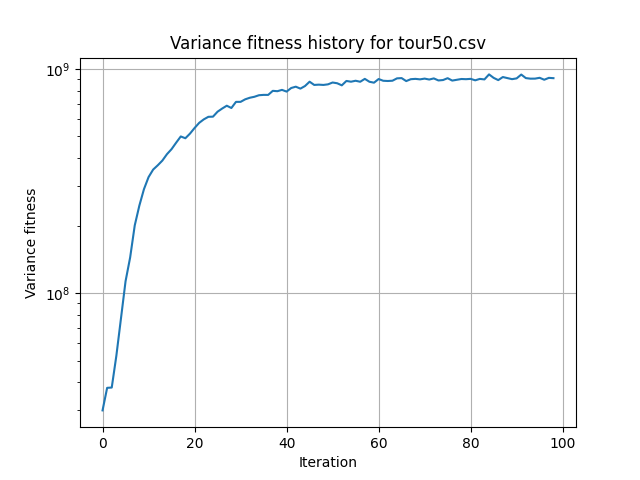 Variance fitness history for tour50.csv
10⁹
10⁸
Variance fitness
0 20 40 60 80 100
Iteration